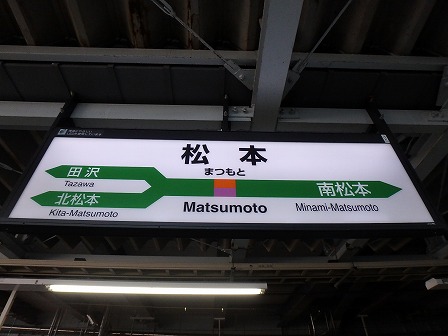 松本
まつもと
Matsumoto
田沢
Tazawa
北松本
Kita-Matsumoto
南松本
Minami-Matsumoto